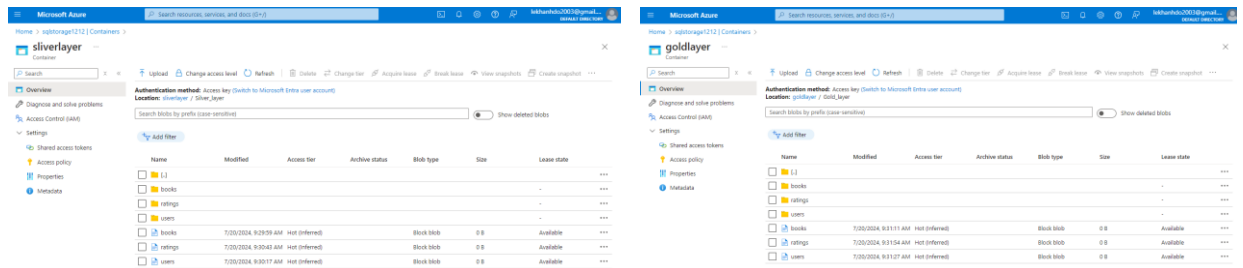 Microsoft Azure
Search resources, services, and docs (G+/)
lekhanhdo2003@gmail....
DEFAULT DIRECTORY
Home > sqlstorage1212 | Containers >
sliverlayer ...
Container
Search
Upload Change access level Refresh Delete Change tier Acquire lease Break lease View snapshots Create snapshot ...
Overview
Diagnose and solve problems
Access Control (IAM)
Settings
Shared access tokens
Access policy
Properties
Metadata
Authentication method: Access key (Switch to Microsoft Entra user account)
Location: sliverlayer / Silver_layer
Search blobs by prefix (case-sensitive)
Show deleted blobs
Add filter
Name Modified Access tier Archive status Blob type Size Lease state
[..]
books -
ratings -
users -
books 7/20/2024, 9:29:59 AM Hot (Inferred) Block blob 0 B Available
ratings 7/20/2024, 9:30:43 AM Hot (Inferred) Block blob 0 B Available
users 7/20/2024, 9:30:17 AM Hot (Inferred) Block blob 0 B Available
Microsoft Azure
Search resources, services, and docs (G+/)
lekhanhdo2003@gmail....
DEFAULT DIRECTORY
Home > sqlstorage1212 | Containers >
goldlayer ...
Container
Search
Upload Change access level Refresh Delete Change tier Acquire lease Break lease View snapshots Create snapshot ...
Overview
Diagnose and solve problems
Access Control (IAM)
Settings
Shared access tokens
Access policy
Properties
Metadata
Authentication method: Access key (Switch to Microsoft Entra user account)
Location: goldlayer / Gold_layer
Search blobs by prefix (case-sensitive)
Show deleted blobs
Add filter
Name Modified Access tier Archive status Blob type Size Lease state
[..]
books -
ratings -
users -
books 7/20/2024, 9:31:11 AM Hot (Inferred) Block blob 0 B Available
ratings 7/20/2024, 9:31:54 AM Hot (Inferred) Block blob 0 B Available
users 7/20/2024, 9:31:27 AM Hot (Inferred) Block blob 0 B Available